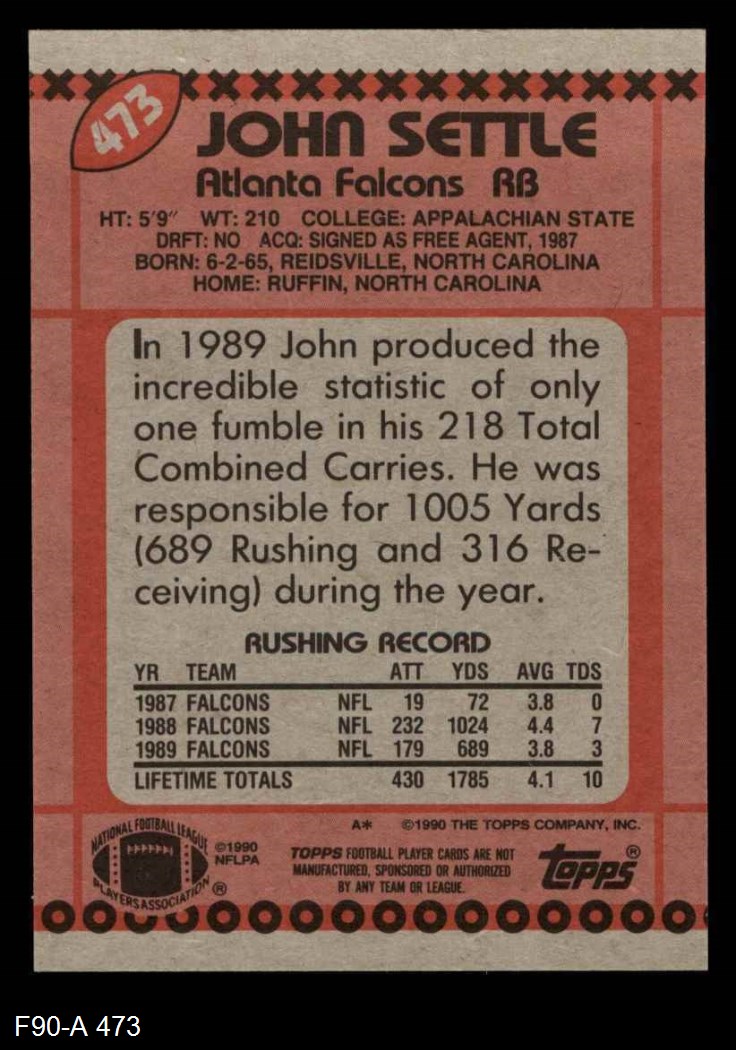 473
JOHN SETTLE
Atlanta Falcons RB
HT: 5'9" WT: 210 COLLEGE: APPALACHIAN STATE
DRFT: NO ACQ: SIGNED AS FREE AGENT, 1987
BORN: 6-2-65, REIDSVILLE, NORTH CAROLINA
HOME: RUFFIN, NORTH CAROLINA
In 1989 John produced the
incredible statistic of only
one fumble in his 218 Total
Combined Carries. He was
responsible for 1005 Yards
(689 Rushing and 316 Re-
ceiving) during the year.
RUSHING RECORD
YR TEAM ATT YDS AVG TDS
1987 FALCONS NFL 19 72 3.8 0
1988 FALCONS NFL 232 1024 4.4 7
1989 FALCONS NFL 179 689 3.8 3
LIFETIME TOTALS 430 1785 4.1 10
A* ©1990 THE TOPPS COMPANY, INC.
NATIONAL FOOTBALL LEAGUE
PLAYERS ASSOCIATION ®
©1990
NFLPA
TOPPS FOOTBALL PLAYER CARDS ARE NOT
MANUFACTURED, SPONSORED OR AUTHORIZED
BY ANY TEAM OR LEAGUE.
topps®
F90-A 473